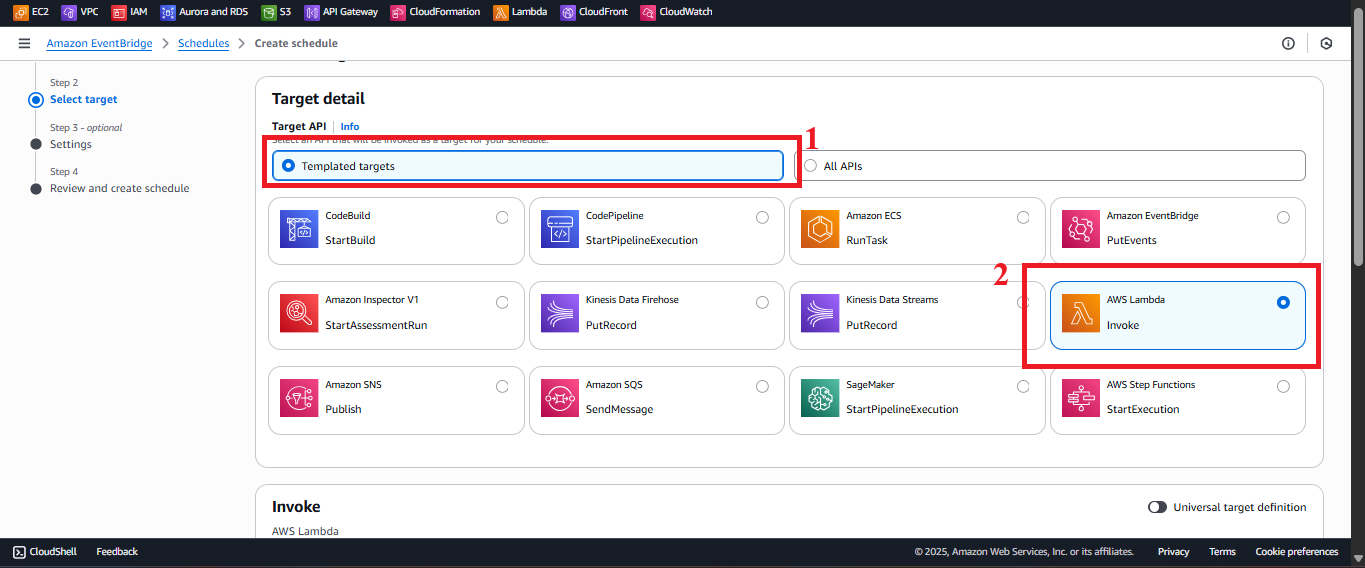 EC2 VPC IAM Aurora and RDS S3 API Gateway CloudFormation Lambda CloudFront CloudWatch
Amazon EventBridge > Schedules > Create schedule
Step 2
Select target
Step 3 - optional
Settings
Step 4
Review and create schedule
Target detail
Target API | Info
Select an API that will be invoked as a target for your schedule.
1
Templated targets
All APIs
CodeBuild
StartBuild
CodePipeline
StartPipelineExecution
Amazon ECS
RunTask
Amazon EventBridge
PutEvents
2
Amazon Inspector V1
StartAssessmentRun
Kinesis Data Firehose
PutRecord
Kinesis Data Streams
PutRecord
AWS Lambda
Invoke
Amazon SNS
Publish
Amazon SQS
SendMessage
SageMaker
StartPipelineExecution
AWS Step Functions
StartExecution
Invoke
Universal target definition
AWS Lambda
CloudShell Feedback © 2025, Amazon Web Services, Inc. or its affiliates. Privacy Terms Cookie preferences